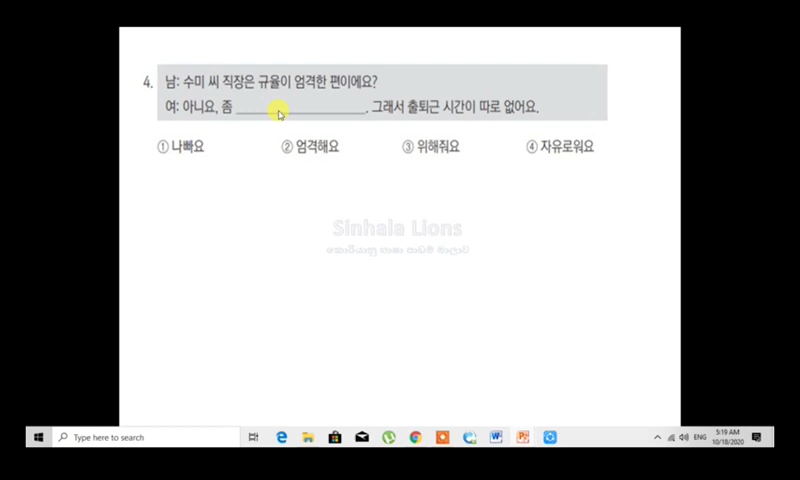 4. 남: 수미 씨 직장은 규율이 엄격한 편이에요?
여: 아니요, 좀 ____________________. 그래서 출퇴근 시간이 따로 없어요.
① 나빠요 ② 엄격해요 ③ 위해줘요 ④ 자유로워요
Sinhala Lions
කොරියානු භාෂා පාඩම් මාලාව
Type here to search
ENG
5:19 AM
10/18/2020